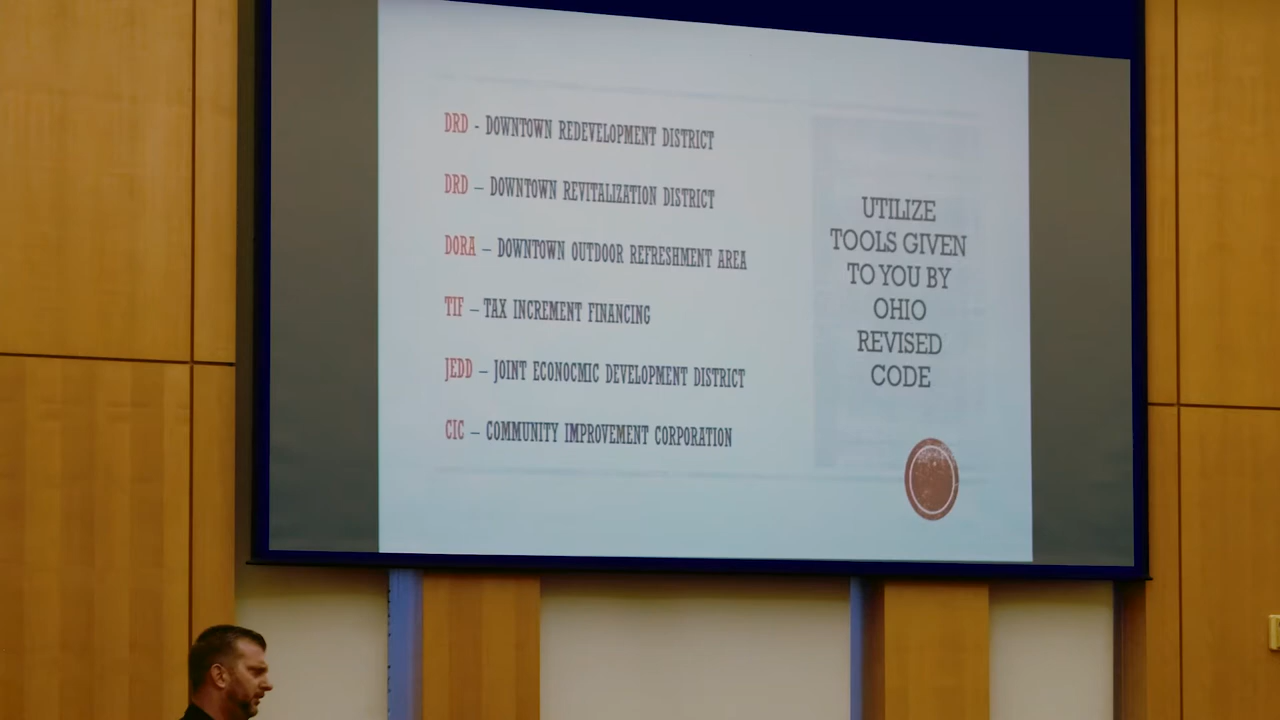 DRD - DOWNTOWN REDEVELOPMENT DISTRICT
DRD – DOWNTOWN REVITALIZATION DISTRICT
DORA – DOWNTOWN OUTDOOR REFRESHMENT AREA
TIF – TAX INCREMENT FINANCING
JEDD – JOINT ECONOCMIC DEVELOPMENT DISTRICT
CIC – COMMUNITY IMPROVEMENT CORPORATION
UTILIZE
TOOLS GIVEN
TO YOU BY
OHIO
REVISED
CODE